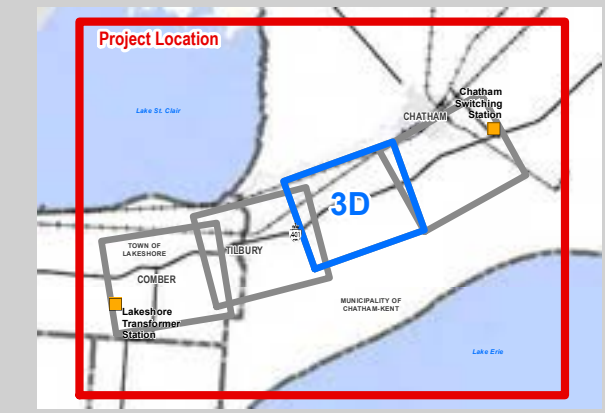 Project Location
Lake St. Clair
Chatham
Switching
Station
CHATHAM
3D
401
TOWN OF
LAKESHORE
TILBURY
COMBER
MUNICIPALITY OF
CHATHAM-KENT
Lakeshore
Transformer
Station
Lake Erie